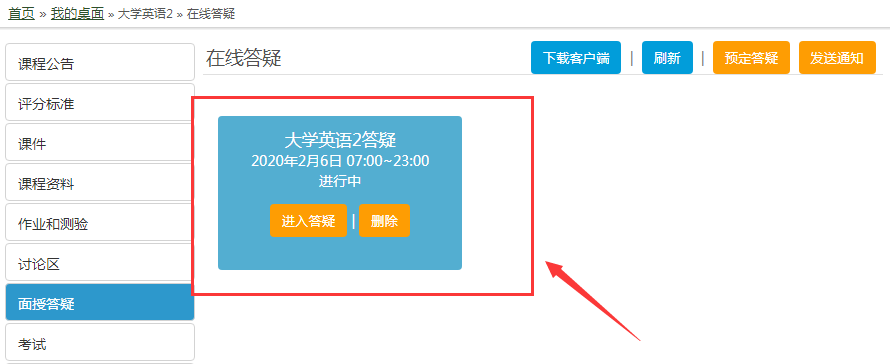 首页 » 我的桌面 » 大学英语2 » 在线答疑
课程公告
评分标准
课件
课程资料
作业和测验
讨论区
面授答疑
考试
在线答疑
下载客户端 | 刷新 | 预定答疑 发送通知
大学英语2答疑
2020年2月6日 07:00~23:00
进行中
进入答疑 | 删除